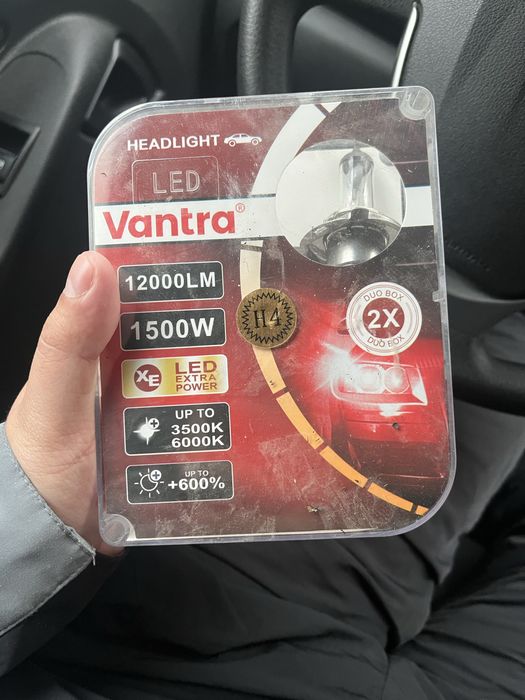 HEADLIGHT
LED
Vantra®
12000LM
1500W
H4
DUO BOX
2X
DUO BOX
XE
LED
EXTRA
POWER
UP TO
3500K
6000K
UP TO
+600%